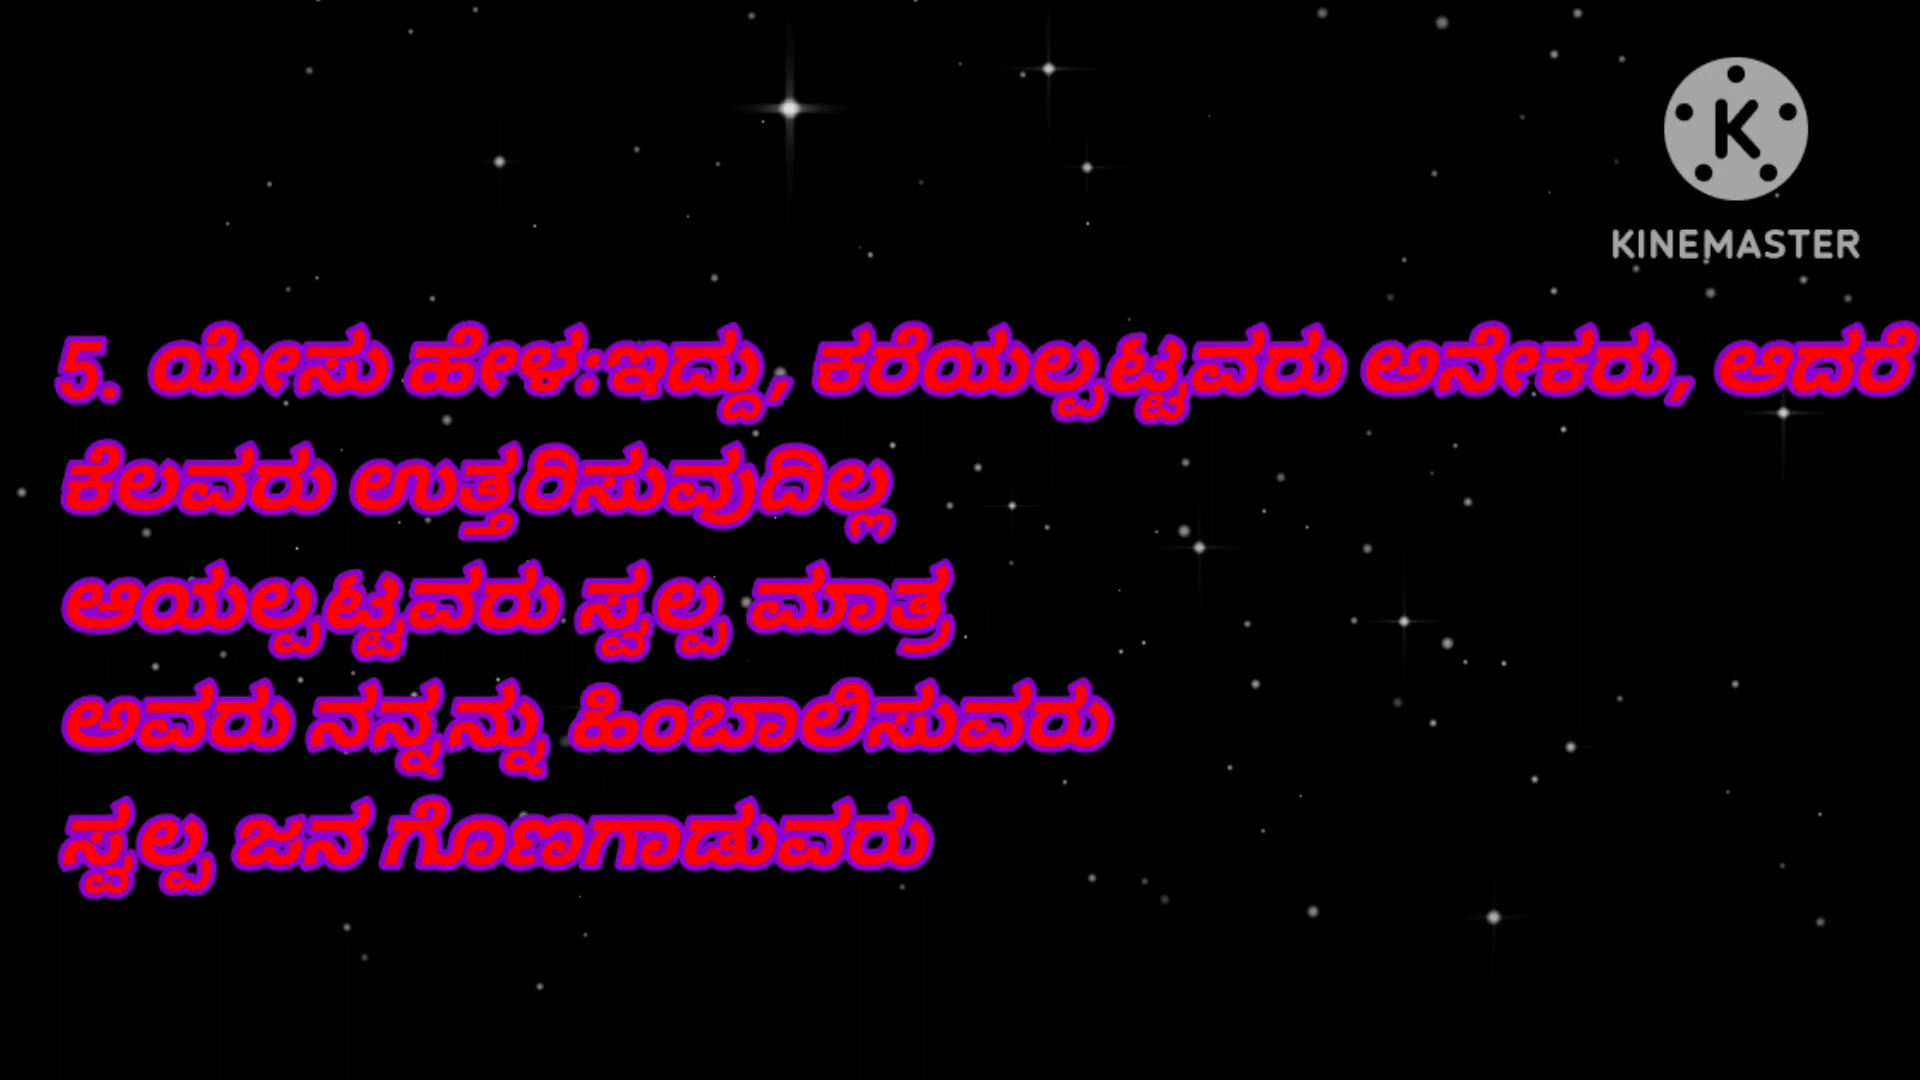 KINEMASTER
5. ಯೇಸು ಹೇಳ:ಇದ್ದು, ಕರೆಯಲ್ಪಟ್ಟವರು ಅನೇಕರು, ಆದರೆ
ಕೆಲವರು ಉತ್ತರಿಸುವುದಿಲ್ಲ
ಆಯಲ್ಪಟ್ಟವರು ಸ್ವಲ್ಪ ಮಾತ್ರ
ಅವರು ನನ್ನನ್ನು ಹಿಂಬಾಲಿಸುವರು
ಸ್ವಲ್ಪ ಜನ ಗೊಣಗಾಡುವರು